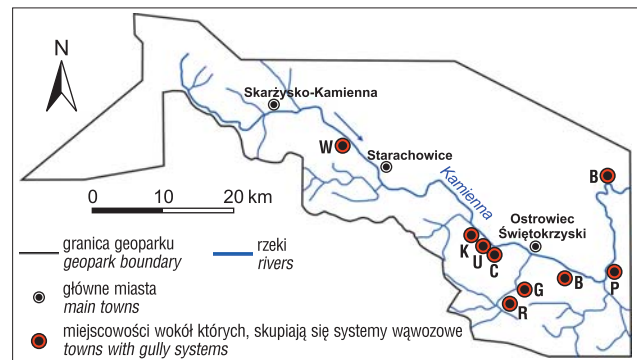 N
Skarżysko-Kamienna
W
Starachowice
B
0 10 20 km
Kamienna
Ostrowiec
Świętokrzyski
K
U
C
G
B
P
R
granica geoparku
geopark boundary
rzeki
rivers
główne miasta
main towns
miejscowości wokół których, skupiają się systemy wąwozowe
towns with gully systems